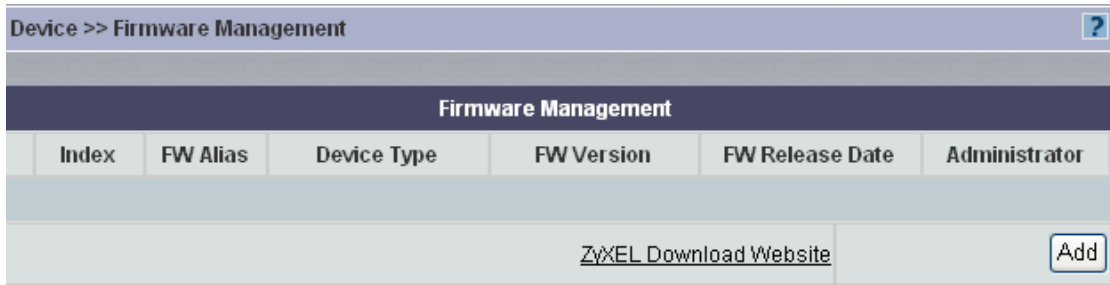 Device >> Firmware Management ?
Firmware Management
Index FW Alias Device Type FW Version FW Release Date Administrator
ZyXEL Download Website Add